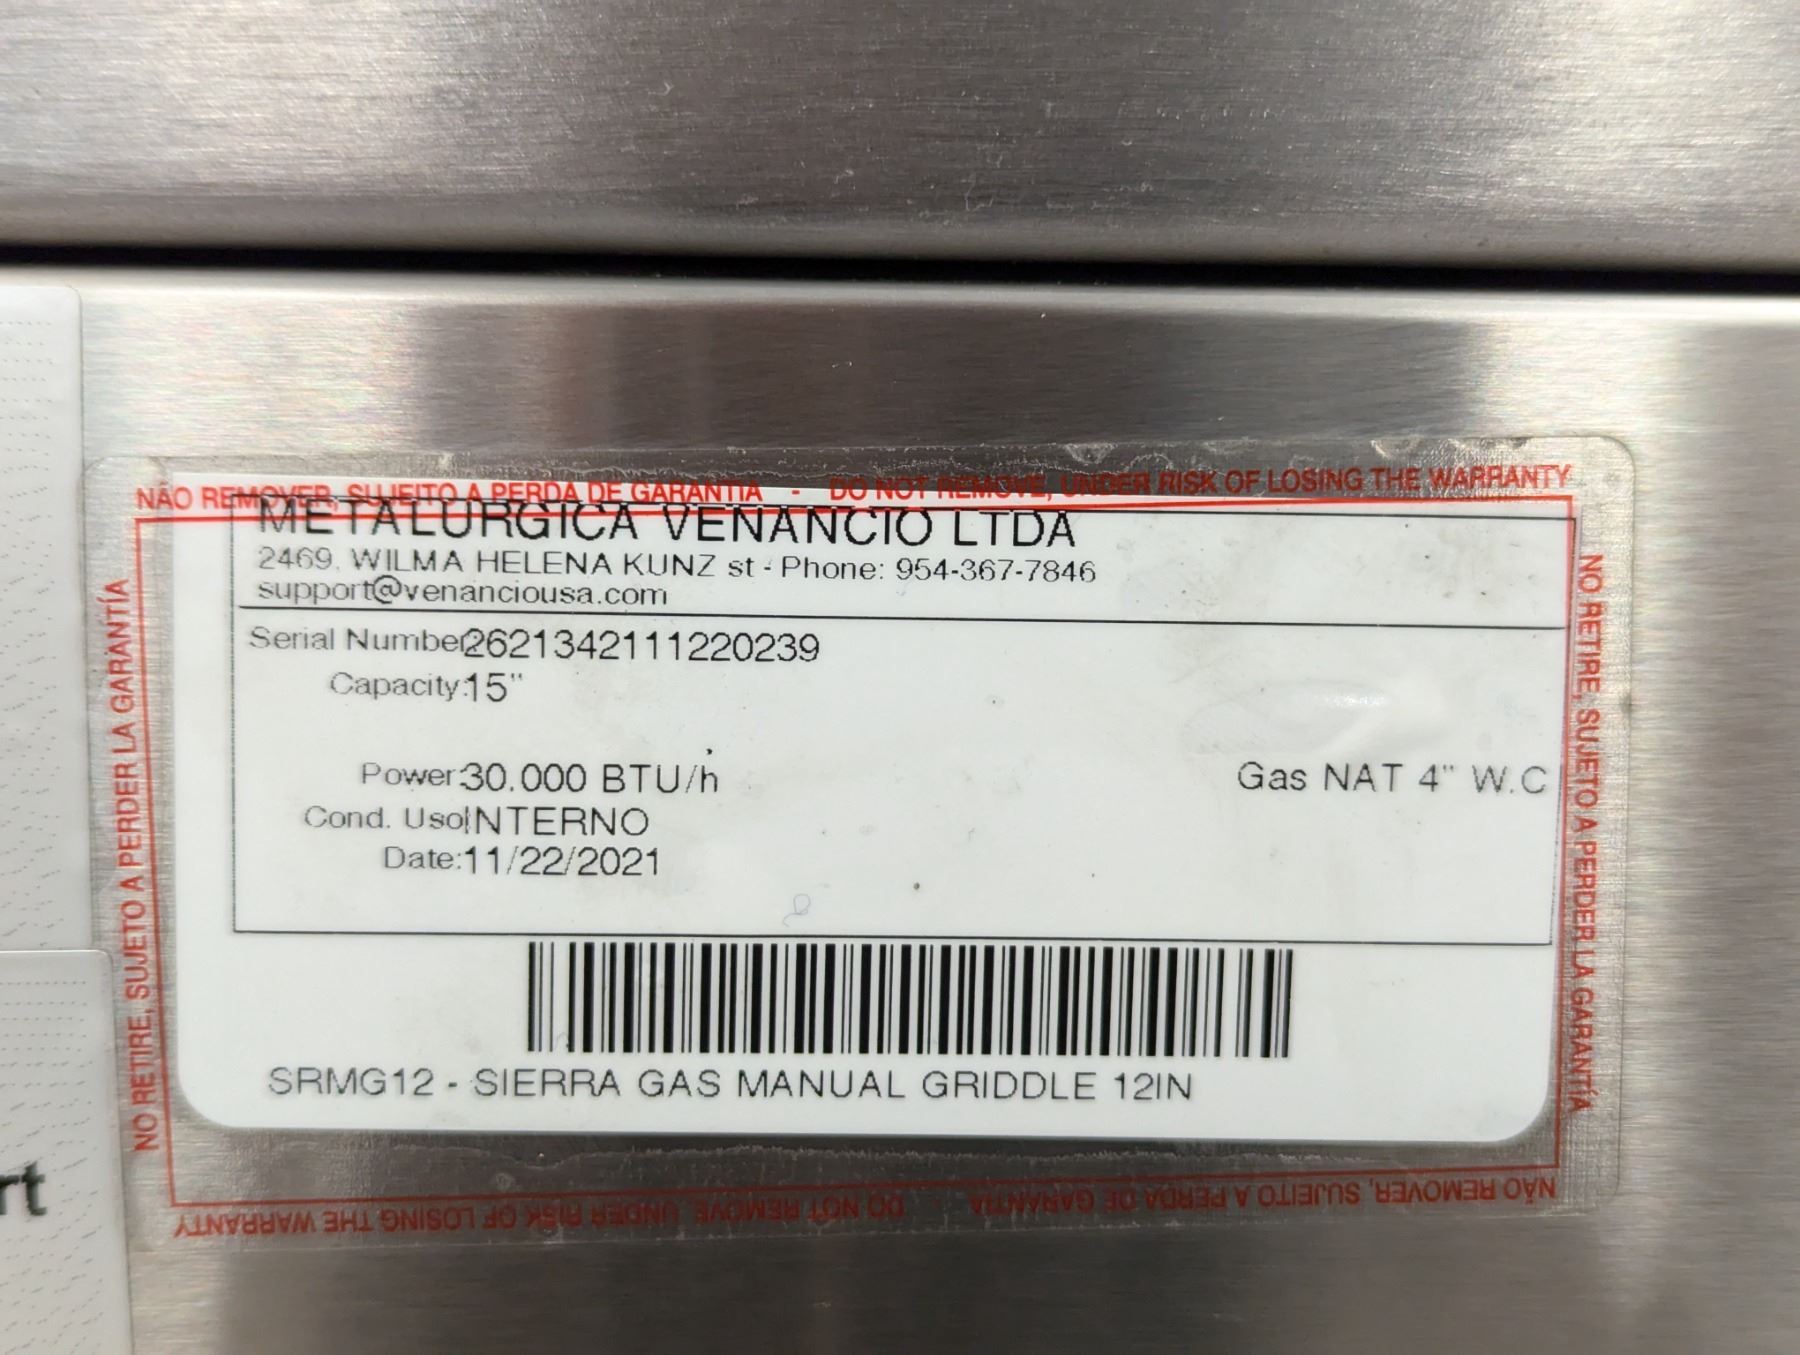 NÃO REMOVER, SUJEITO A PERDA DE GARANTIA - DO NOT REMOVE, UNDER RISK OF LOSING THE WARRANTY
METALURGICA VENANCIO LTDA
2469, WILMA HELENA KUNZ st - Phone: 954-367-7846
support@venanciousa.com
Serial Number2621342111220239
Capacity:15"
Power:30.000 BTU/h
Gas NAT 4" W.C
Cond. UsoINTERNO
Date:11/22/2021
SRMG12 - SIERRA GAS MANUAL GRIDDLE 12IN
NO RETIRE, SUJETO A PERDER LA GARANTÍA
NO RETIRE, SUJETO A PERDER LA GARANTÍA
NÃO REMOVER, SUJEITO A PERDA DE GARANTIA - DO NOT REMOVE, UNDER RISK OF LOSING THE WARRANTY
rt